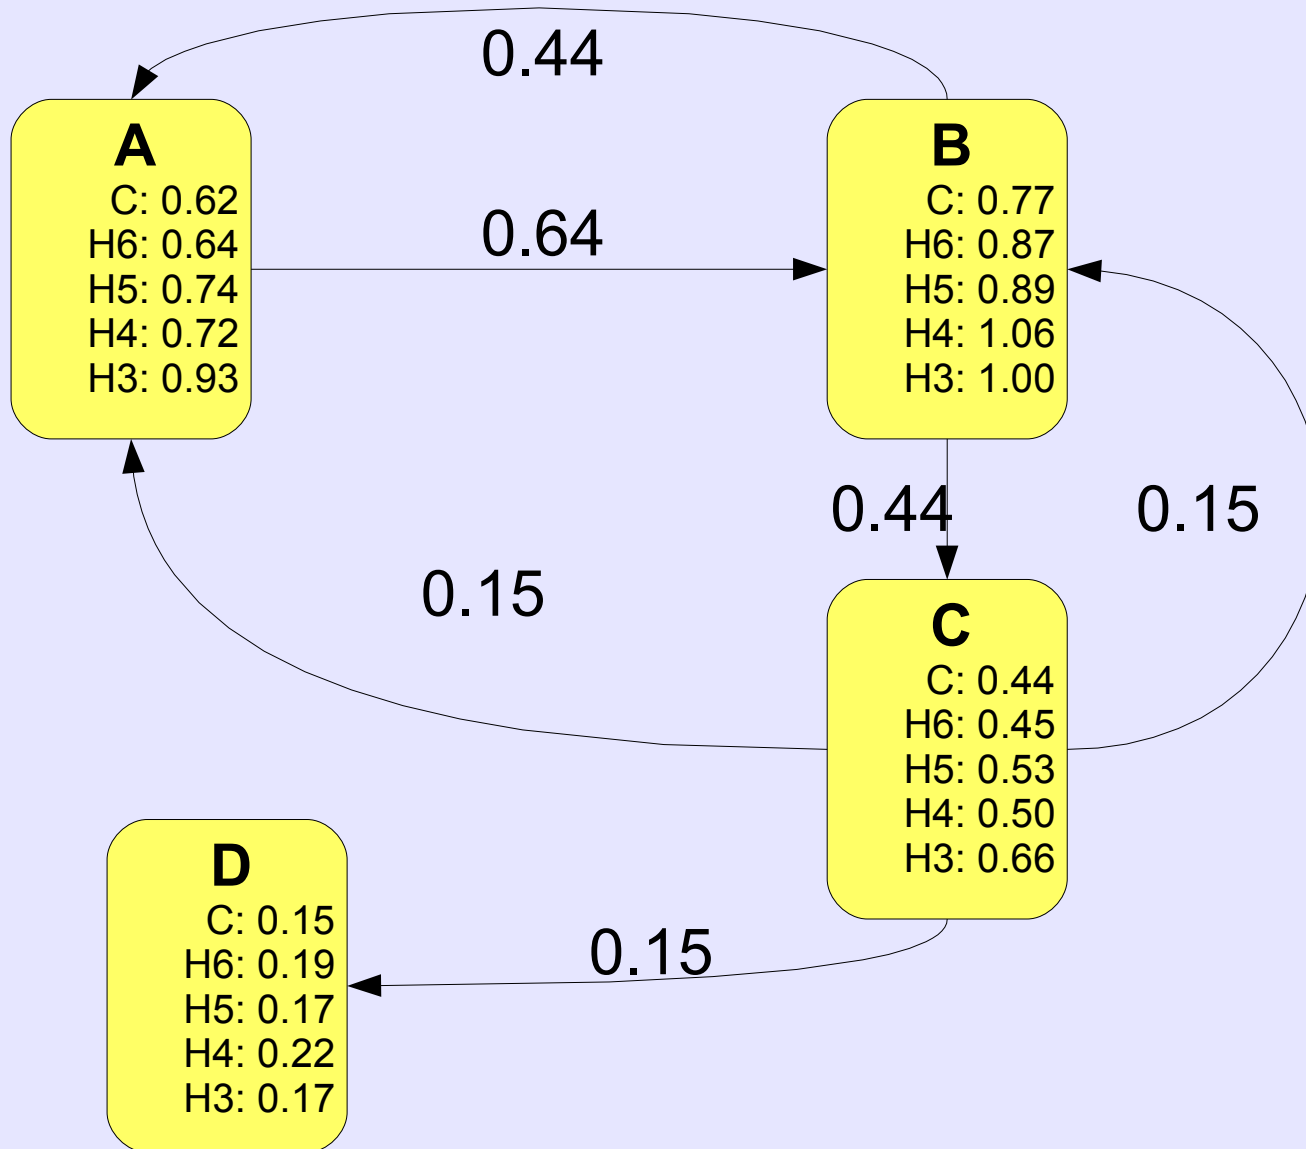 0.44
A
C: 0.62
H6: 0.64
H5: 0.74
H4: 0.72
H3: 0.93
0.64
B
C: 0.77
H6: 0.87
H5: 0.89
H4: 1.06
H3: 1.00
0.44
0.15
0.15
C
C: 0.44
H6: 0.45
H5: 0.53
H4: 0.50
H3: 0.66
D
C: 0.15
H6: 0.19
H5: 0.17
H4: 0.22
H3: 0.17
0.15